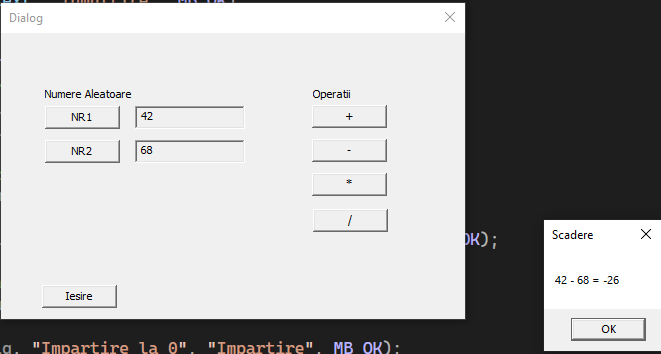 Dialog
Numere Aleatoare
NR1
42
NR2
68
Operatii
+
-
*
/
Iesire
OK);
Scadere
42 - 68 = -26
OK
"Impartire la 0", "Impartire", MB_OK);